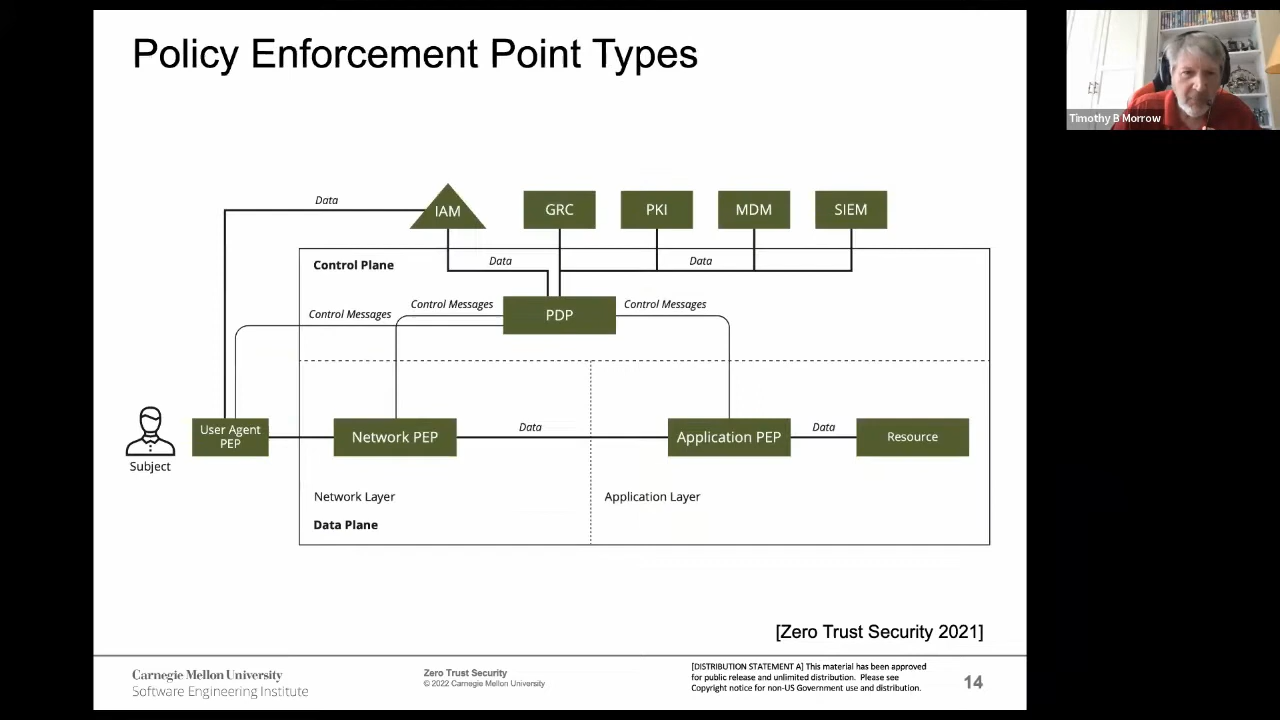 Policy Enforcement Point Types
Timothy B Morrow
Data
IAM
GRC
PKI
MDM
SIEM
Control Plane
Data
Data
Control Messages
Control Messages
Control Messages
PDP
Subject
User Agent
PEP
Network PEP
Data
Application PEP
Data
Resource
Network Layer
Application Layer
Data Plane
[Zero Trust Security 2021]
Carnegie Mellon University
Software Engineering Institute
Zero Trust Security
© 2022 Carnegie Mellon University
[DISTRIBUTION STATEMENT A] This material has been approved
for public release and unlimited distribution. Please see
Copyright notice for non-US Government use and distribution.
14